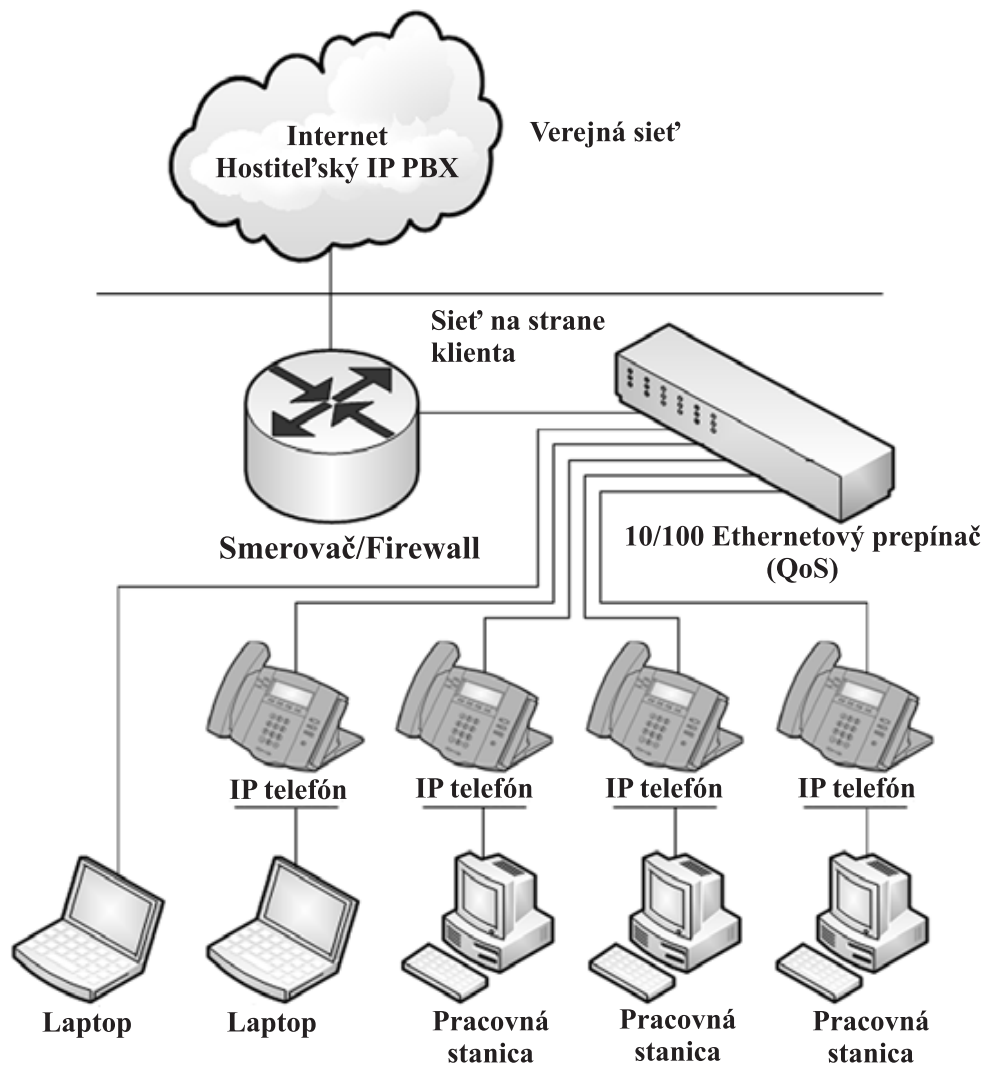 Internet
Hostiteľský IP PBX
Verejná sieť
Sieť na strane
klienta
Smerovač/Firewall
10/100 Ethernetový prepínač
(QoS)
IP telefón
IP telefón
IP telefón
IP telefón
Laptop
Laptop
Pracovná
stanica
Pracovná
stanica
Pracovná
stanica